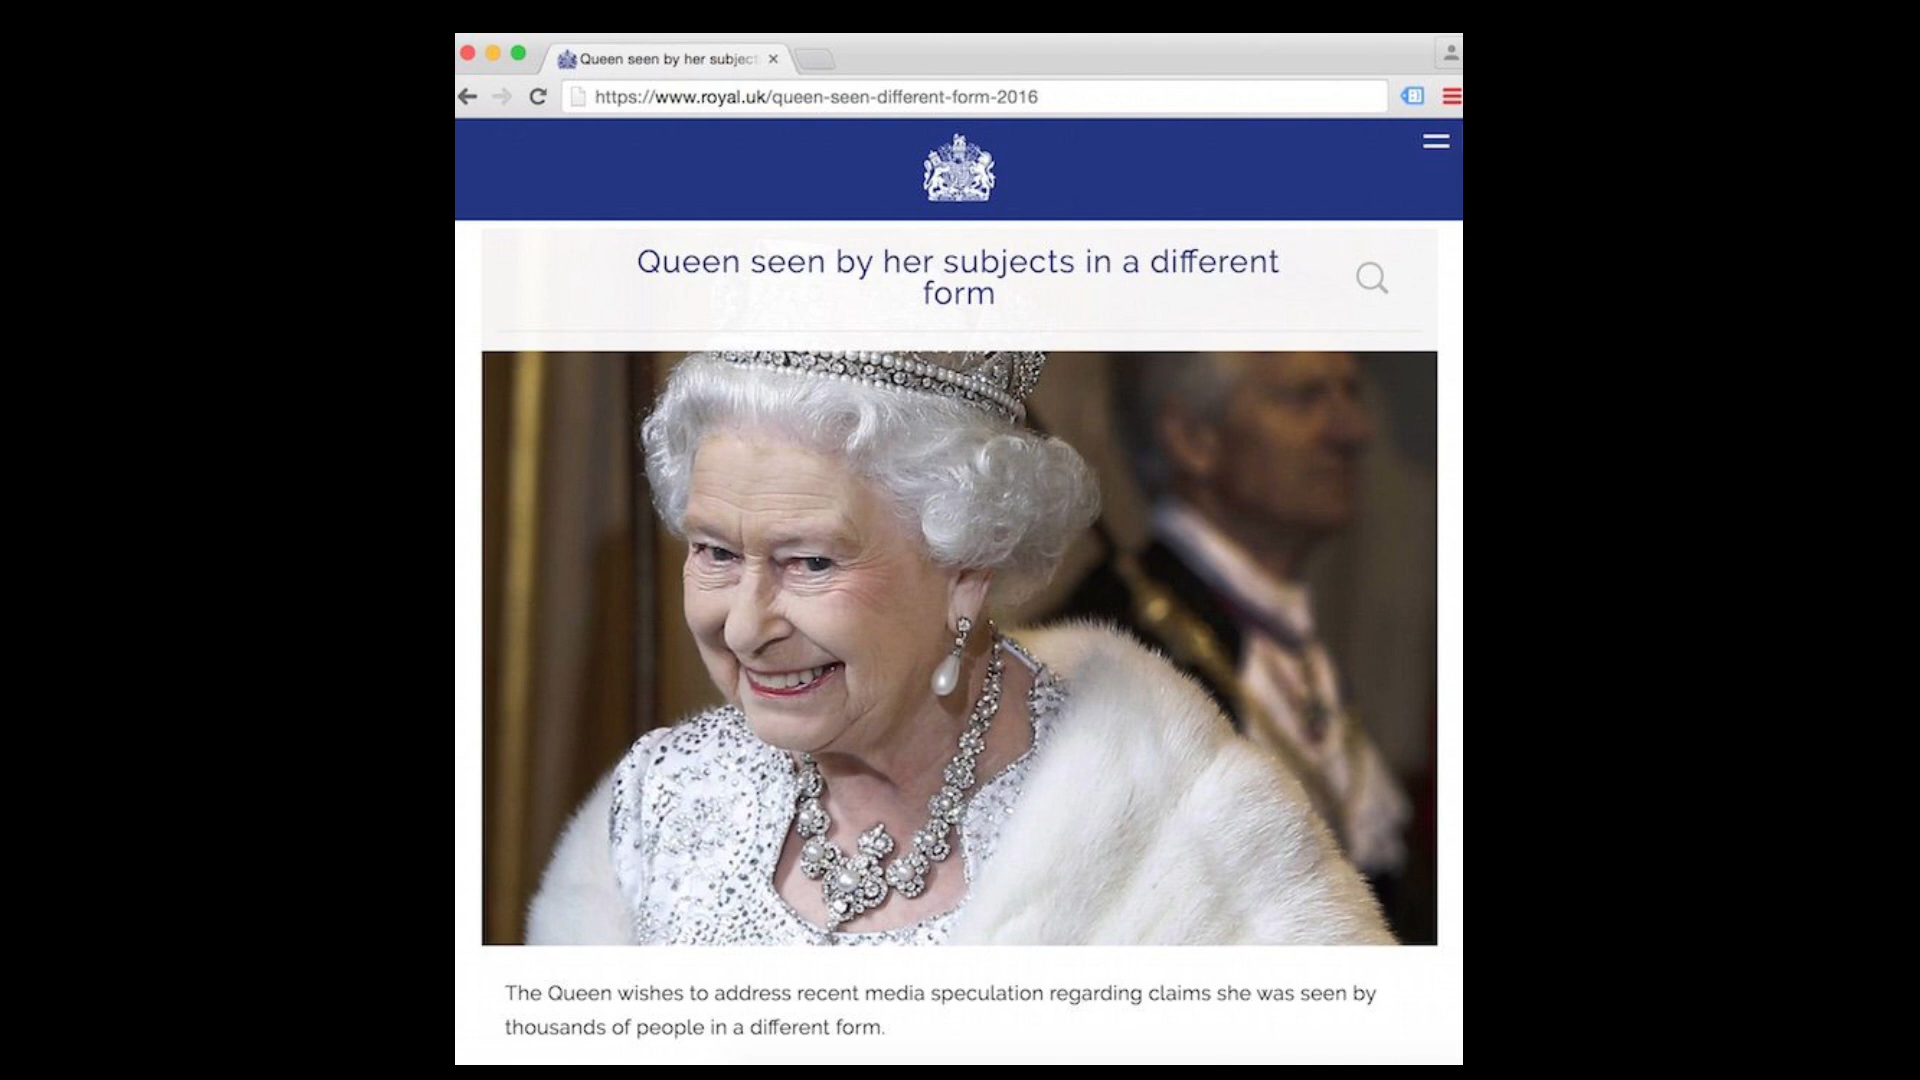 Queen seen by her subject
https://www.royal.uk/queen-seen-different-form-2016
Queen seen by her subjects in a different
form
The Queen wishes to address recent media speculation regarding claims she was seen by
thousands of people in a different form.